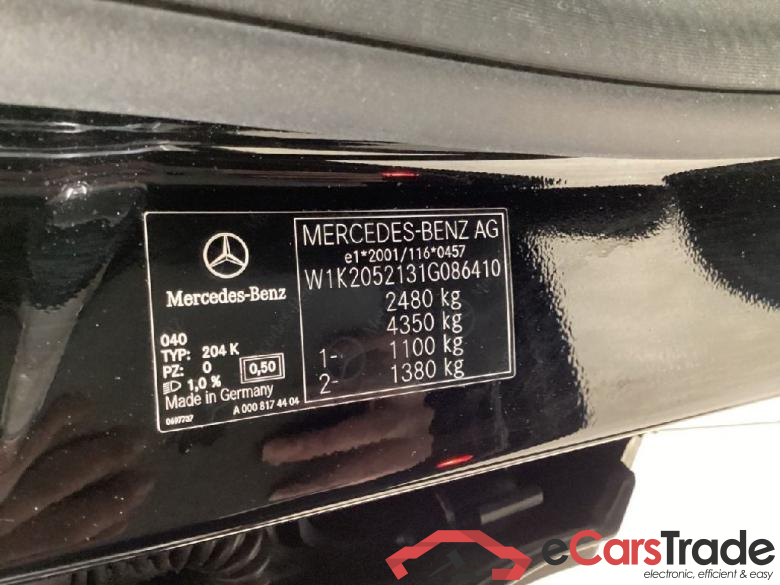 MERCEDES-BENZ AG
e1*2001/116*0457
W1K2052131G086410
2480 kg
4350 kg
1- 1100 kg
2- 1380 kg
Mercedes-Benz
040
TYP: 204 K
PZ: 0 0,50
1,0 %
Made in Germany
A 000 817 44 04
0697737
eCarsTrade
electronic, efficient & easy